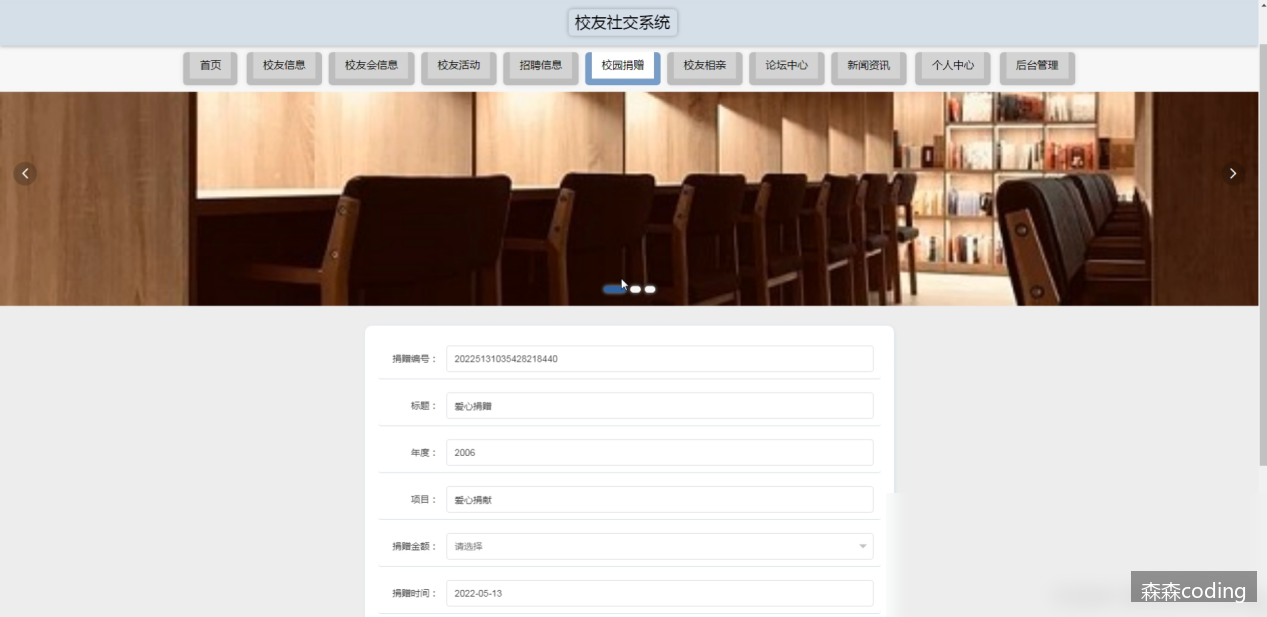 校友社交系统
首页 校友信息 校友会信息 校友活动 招聘信息 校园捐赠 校友相亲 论坛中心 新闻资讯 个人中心 后台管理
捐赠编号： 20225131035428218440
标题： 爱心捐赠
年度： 2006
项目： 爱心捐献
捐赠金额： 请选择
捐赠时间： 2022-05-13
森森coding